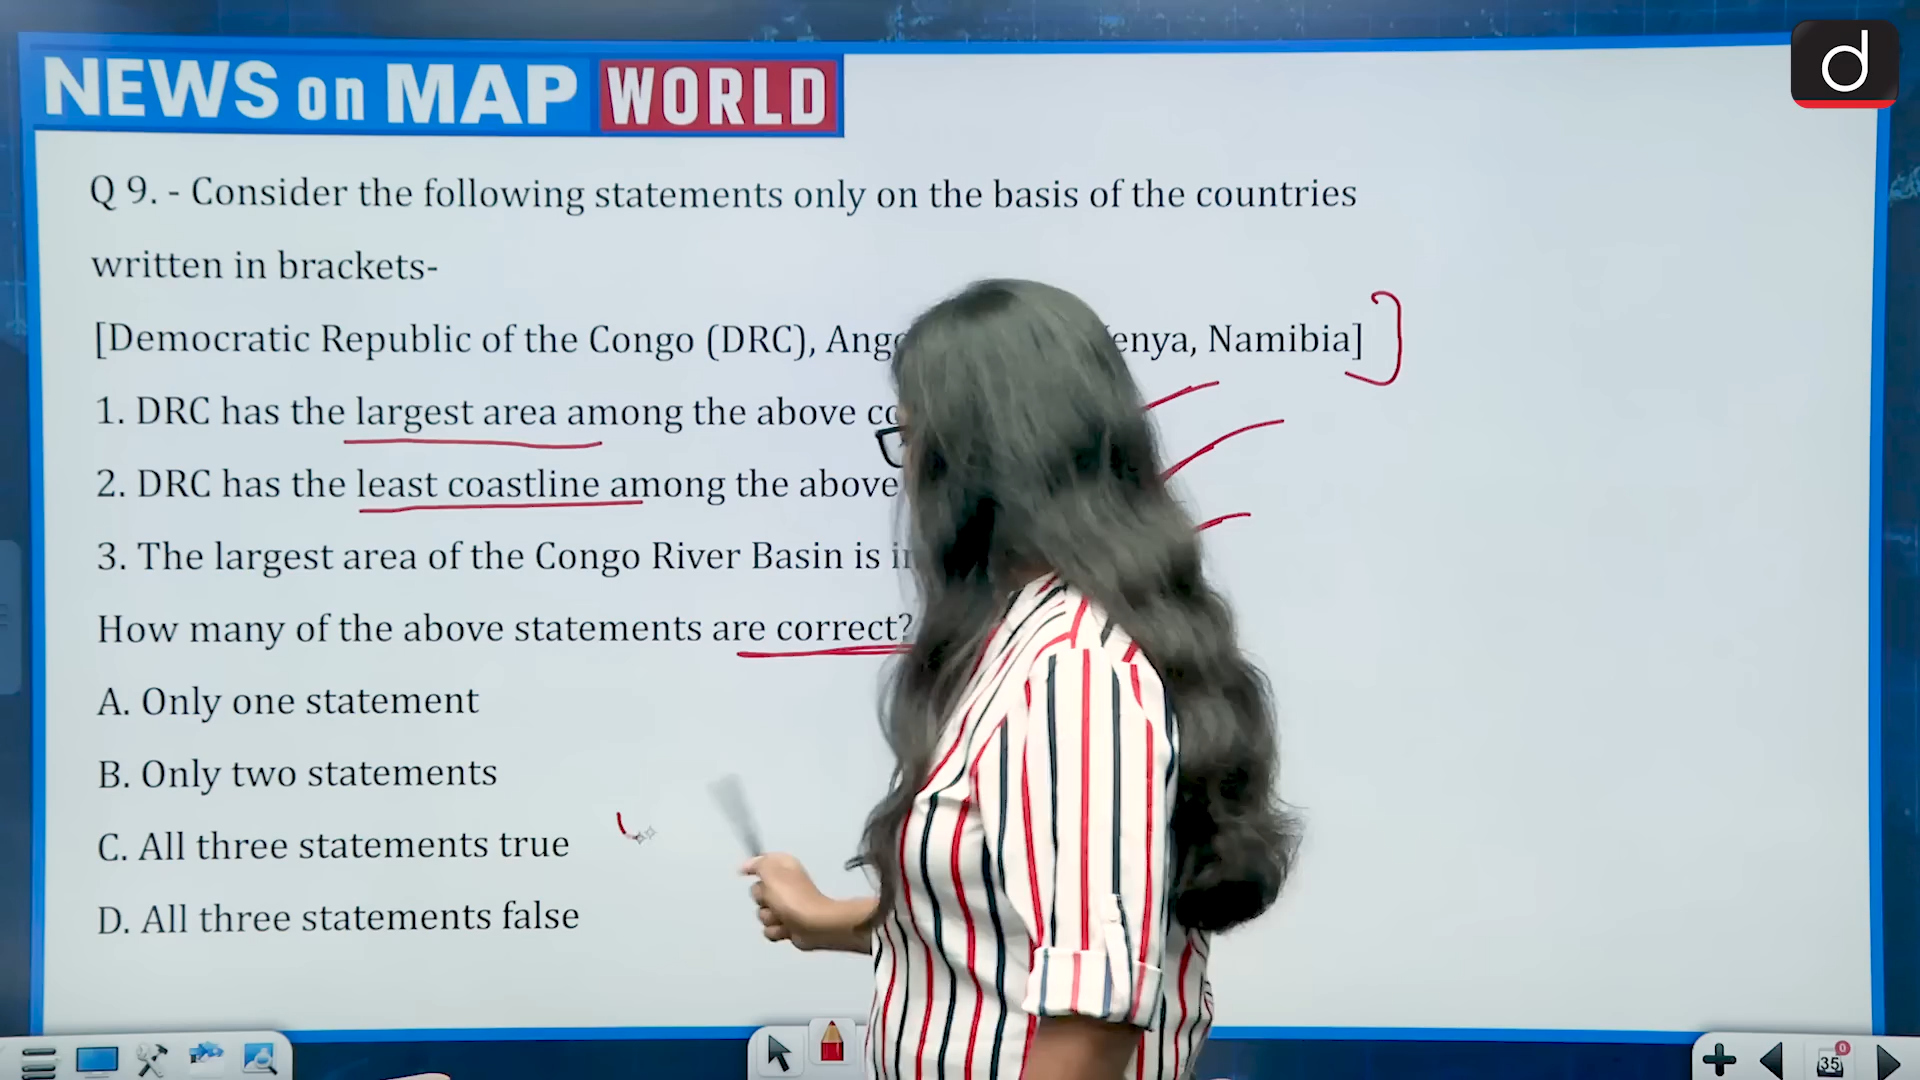 NEWS on MAP WORLD
d
Q 9. - Consider the following statements only on the basis of the countries
written in brackets-
[Democratic Republic of the Congo (DRC), Namibia]
1. DRC has the largest area among the above
2. DRC has the least coastline among the above
3. The largest area of the Congo River Basin is
How many of the above statements are correct?
A. Only one statement
B. Only two statements
C. All three statements true
D. All three statements false
35
0